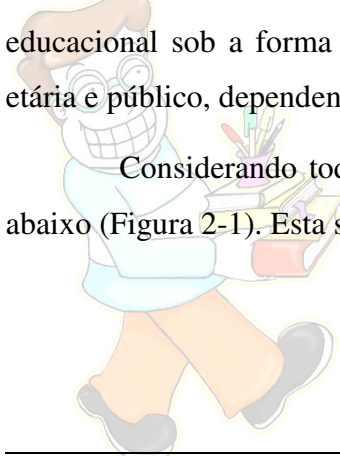 educacional sob a forma
etária e público, dependen
Considerando tod
abaixo (Figura 2-1). Esta s